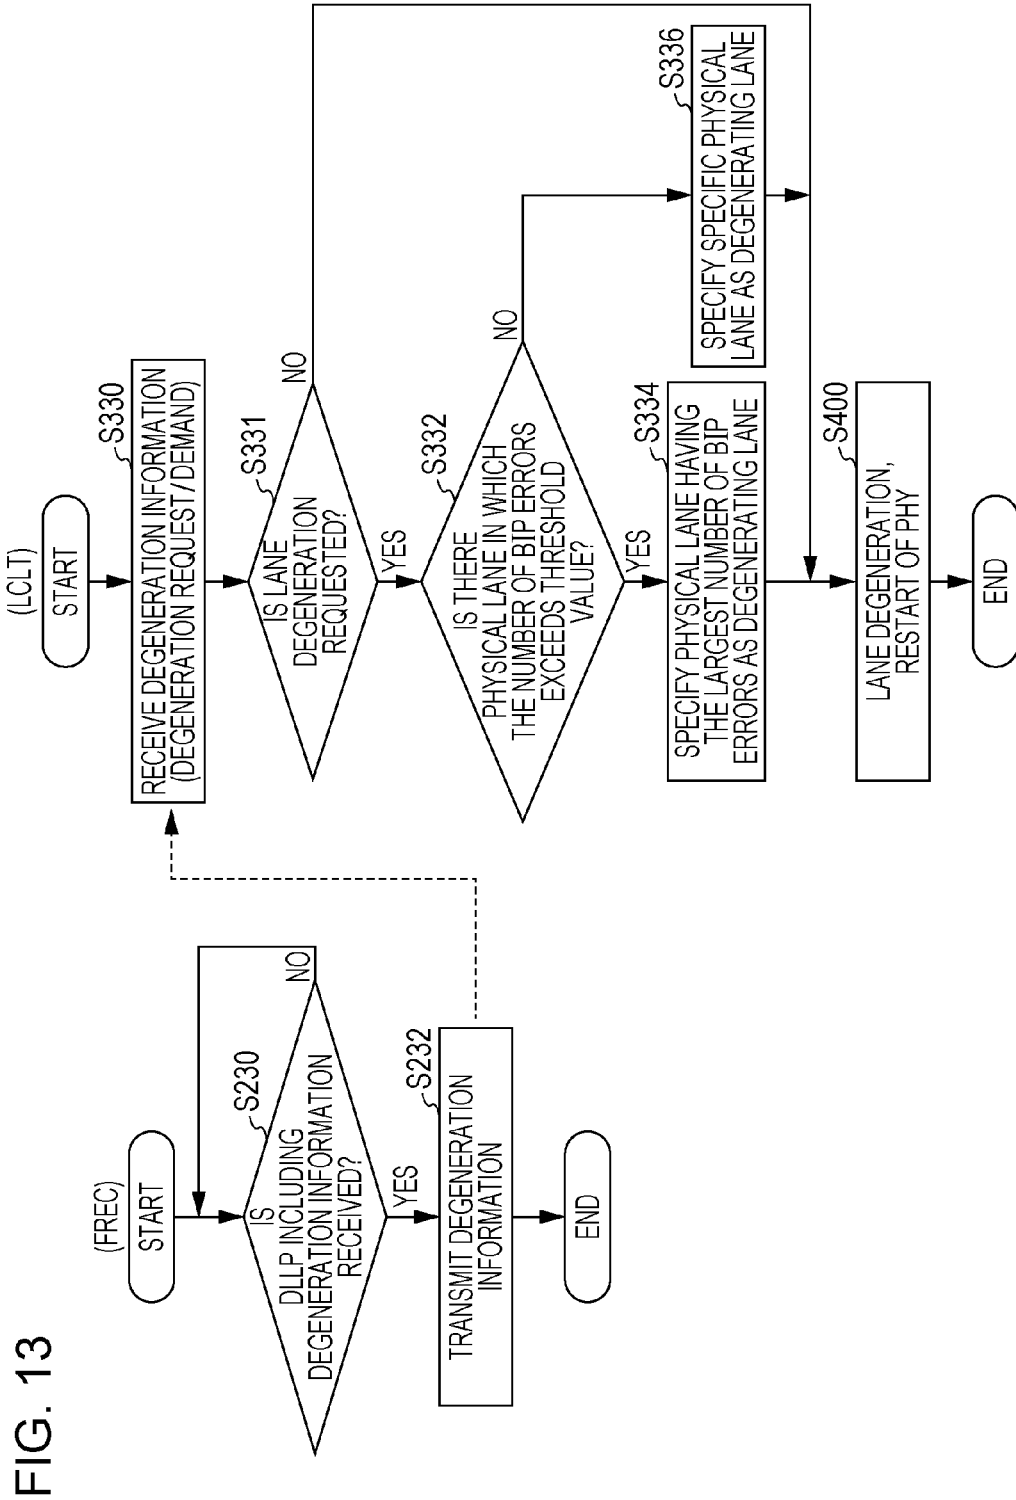 FIG. 13
(FREC)
START
S230
IS
DLLP INCLUDING
DEGENERATION INFORMATION
RECEIVED?
NO
YES
S232
TRANSMIT DEGENERATION
INFORMATION
END
(LCLT)
START
S330
RECEIVE DEGENERATION INFORMATION
(DEGENERATION REQUEST/DEMAND)
S331
IS LANE
DEGENERATION
REQUESTED?
NO
YES
S332
IS THERE
PHYSICAL LANE IN WHICH
THE NUMBER OF BIP ERRORS
EXCEEDS THRESHOLD
VALUE?
NO
YES
S334
SPECIFY PHYSICAL LANE HAVING
THE LARGEST NUMBER OF BIP
ERRORS AS DEGENERATING LANE
S336
SPECIFY SPECIFIC PHYSICAL
LANE AS DEGENERATING LANE
S400
LANE DEGENERATION,
RESTART OF PHY
END